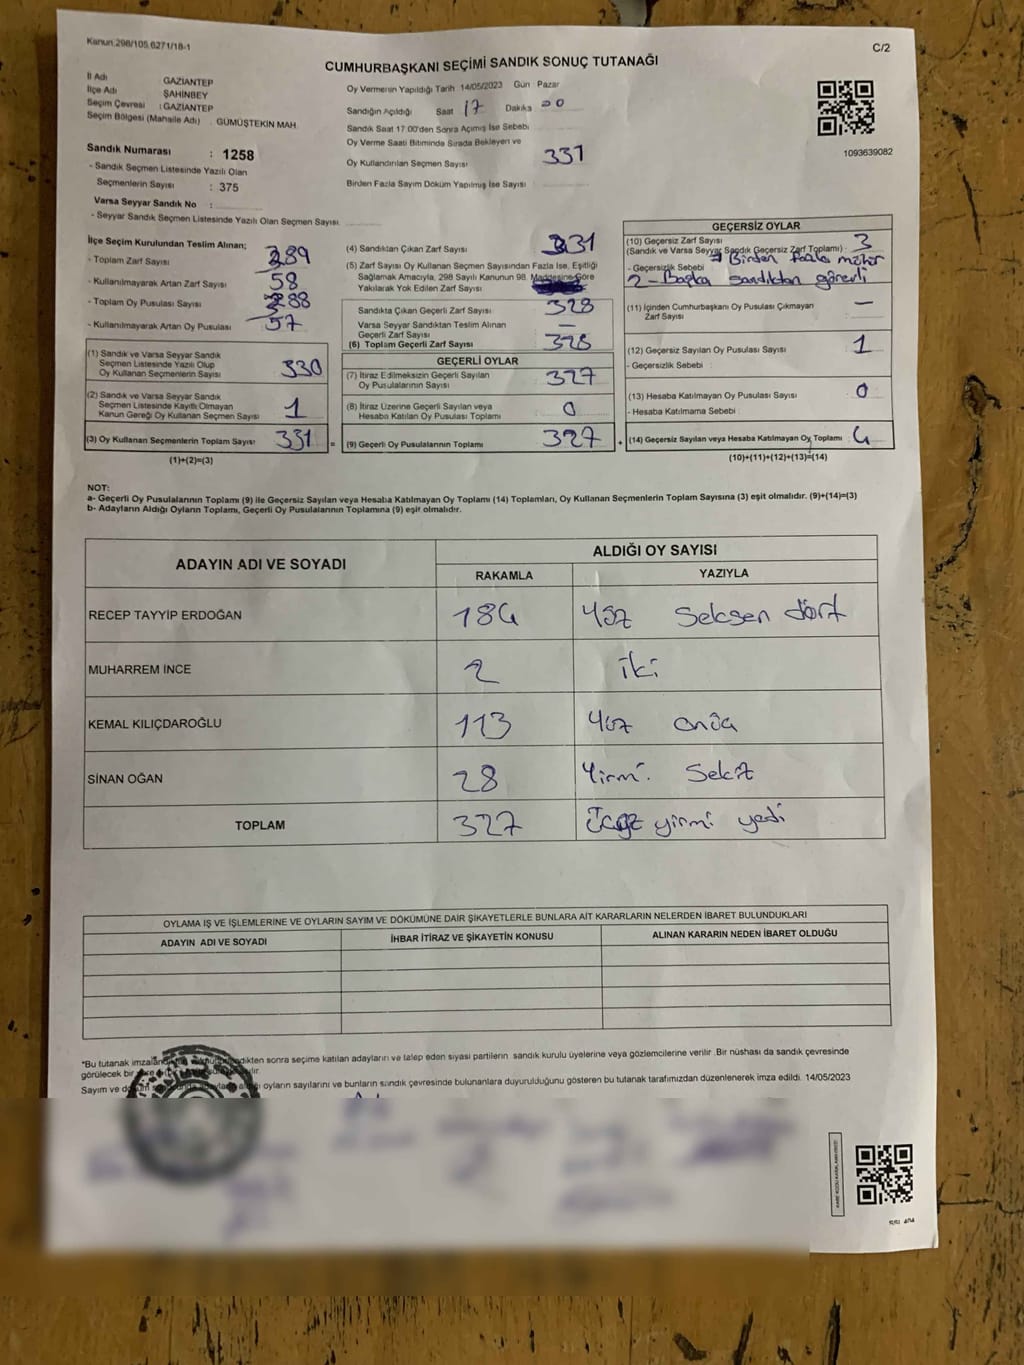 Kanun.298/105.6271/18-1
C/2
CUMHURBAŞKANI SEÇİMİ SANDIK SONUÇ TUTANAĞI
İl Adı : GAZİANTEP
İlçe Adı : ŞAHİNBEY
Seçim Çevresi : GAZİANTEP
Seçim Bölgesi (Mahalle Adı) : GÜMÜŞTEKİN MAH.
Sandık Numarası : 1258
- Sandık Seçmen Listesinde Yazılı Olan
Seçmenlerin Sayısı : 375
Varsa Seyyar Sandık No :
- Seyyar Sandık Seçmen Listesinde Yazılı Olan Seçmen Sayısı
Oy Vermenin Yapıldığı Tarih 14/05/2023 Gün Pazar
Sandığın Açıldığı Saat 17 Dakika 00
Sandık Saat 17.00'den Sonra Açılmış İse Sebebi
Oy Verme Saati Bitiminde Sırada Bekleyen ve
Oy Kullandırılan Seçmen Sayısı 331
Birden Fazla Sayım Döküm Yapılmış İse Sayısı :
1093639082
İlçe Seçim Kurulundan Teslim Alınan;
- Toplam Zarf Sayısı : 389
- Kullanılmayarak Artan Zarf Sayısı : 58
- Toplam Oy Pusulası Sayısı : 388
- Kullanılmayarak Artan Oy Pusulası : 57
(1) Sandık ve Varsa Seyyar Sandık
Seçmen Listesinde Yazılı Olup
Oy Kullanan Seçmenlerin Sayısı : 330
(2) Sandık ve Varsa Seyyar Sandık
Seçmen Listesinde Kayıtlı Olmayan
Kanun Gereği Oy Kullanan Seçmen Sayısı : 1
(3) Oy Kullanan Seçmenlerin Toplam Sayısı : 331 =
(1)+(2)=(3)
(4) Sandıktan Çıkan Zarf Sayısı : 331
(5) Zarf Sayısı Oy Kullanan Seçmen Sayısından Fazla İse, Eşitliği
Sağlamak Amacıyla, 298 Sayılı Kanunun 98. Maddesine Göre
Yakılarak Yok Edilen Zarf Sayısı :
Sandıkta Çıkan Geçerli Zarf Sayısı : 328
Varsa Seyyar Sandıktan Teslim Alınan
Geçerli Zarf Sayısı : —
(6) Toplam Geçerli Zarf Sayısı : 328
GEÇERLİ OYLAR
(7) İtiraz Edilmeksizin Geçerli Sayılan
Oy Pusulalarının Sayısı : 327
(8) İtiraz Üzerine Geçerli Sayılan veya
Hesaba Katılan Oy Pusulası Toplamı : 0
(9) Geçerli Oy Pusulalarının Toplamı : 327 +
GEÇERSİZ OYLAR
(10) Geçersiz Zarf Sayısı 3
(Sandık ve Varsa Seyyar Sandık Geçersiz Zarf Toplamı) :
- Geçersizlik Sebebi 1 Birden fazla mühür
2 - Başka sandıktan görevli
(11) İçinden Cumhurbaşkanı Oy Pusulası Çıkmayan
Zarf Sayısı : —
(12) Geçersiz Sayılan Oy Pusulası Sayısı : 1
- Geçersizlik Sebebi :
(13) Hesaba Katılmayan Oy Pusulası Sayısı : 0
- Hesaba Katılmama Sebebi :
(14) Geçersiz Sayılan veya Hesaba Katılmayan Oy Toplamı : 4
(10)+(11)+(12)+(13)=(14)
NOT:
a- Geçerli Oy Pusulalarının Toplamı (9) ile Geçersiz Sayılan veya Hesaba Katılmayan Oy Toplamı (14) Toplamları, Oy Kullanan Seçmenlerin Toplam Sayısına (3) eşit olmalıdır. (9)+(14)=(3)
b- Adayların Aldığı Oyların Toplamı, Geçerli Oy Pusulalarının Toplamına (9) eşit olmalıdır.
ADAYIN ADI VE SOYADI ALDIĞI OY SAYISI
RAKAMLA YAZIYLA
RECEP TAYYİP ERDOĞAN 184 yüz seksen dört
MUHARREM İNCE 2 iki
KEMAL KILIÇDAROĞLU 113 yüz onüç
SİNAN OĞAN 28 Yirmi Sekiz
TOPLAM 327 Üçyüz yirmi yedi
OYLAMA İŞ VE İŞLEMLERİNE VE OYLARIN SAYIM VE DÖKÜMÜNE DAİR ŞİKAYETLERLE BUNLARA AİT KARARLARIN NELERDEN İBARET BULUNDUKLARI
ADAYIN ADI VE SOYADI İHBAR İTİRAZ VE ŞİKAYETİN KONUSU ALINAN KARARIN NEDEN İBARET OLDUĞU
*Bu tutanak sonra seçime katılan adayların ve talep eden siyasi partilerin sandık kurulu üyelerine veya gözlemcilerine verilir. Bir nüshası da sandık çevresinde
görülecek bir
Sayım ve oyların sayılarını ve bunların sandık çevresinde bulunanlara duyurulduğunu gösteren bu tutanak tarafımızdan düzenlenerek imza edildi. 14/05/2023